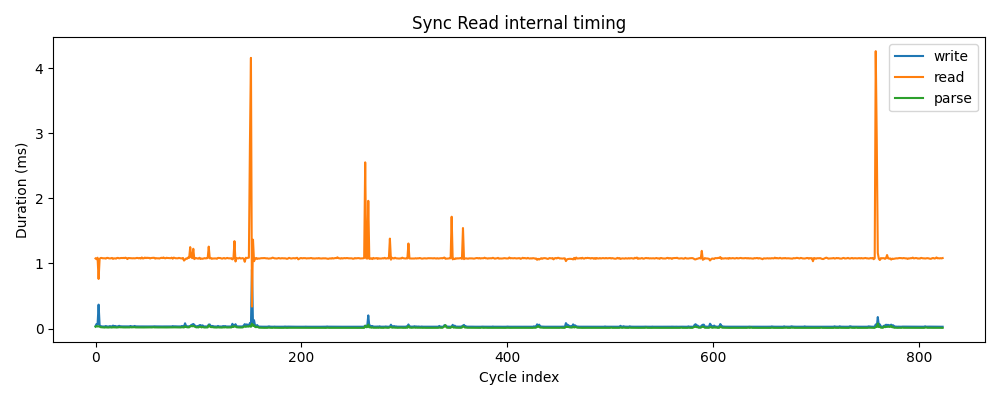 Sync Read internal timing
write
read
parse
Duration (ms)
4
3
2
1
0
0 200 400 600 800
Cycle index